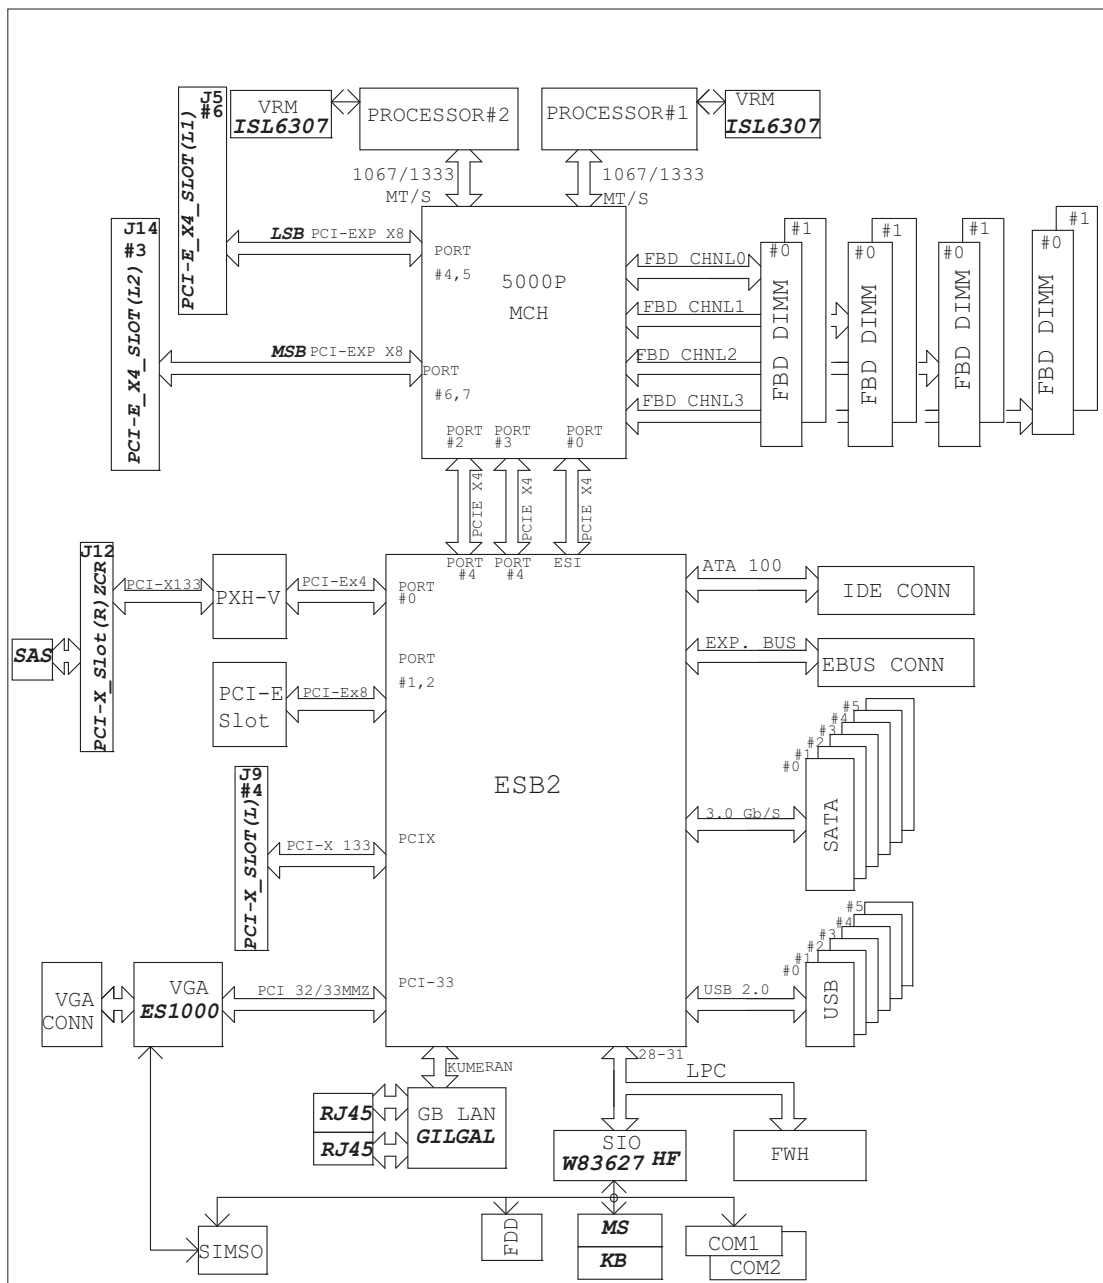 J5
#6
PCI-E_X4_SLOT(L1)
VRM
ISL6307
PROCESSOR#2
PROCESSOR#1
VRM
ISL6307
1067/1333
MT/S
1067/1333
MT/S
J14
#3
PCI-E_X4_SLOT(L2)
LSB PCI-EXP X8
PORT
#4,5
5000P
MCH
MSB PCI-EXP X8
PORT
#6,7
FBD CHNL0
FBD CHNL1
FBD CHNL2
FBD CHNL3
#1
#0
FBD DIMM
#1
#0
FBD DIMM
#1
#0
FBD DIMM
#1
#0
FBD DIMM
PORT
#2
PORT
#3
PORT
#0
PCIE X4
PCIE X4
PCIE X4
PORT
#4
PORT
#4
ESI
J12
PCI-X_Slot(R)ZCR
SAS
PCI-X133
PXH-V
PCI-Ex4
PORT
#0
PORT
#1,2
PCI-E
Slot
PCI-Ex8
ESB2
ATA 100
IDE CONN
EXP. BUS
EBUS CONN
#5
#4
#3
#2
#1
#0
3.0 Gb/S
SATA
J9
#4
PCI-X_SLOT(L)
PCI-X 133
PCIX
#5
#4
#3
#2
#1
#0
USB 2.0
USB
VGA
CONN
VGA
ES1000
PCI 32/33MMZ
PCI-33
KUMERAN
28-31
LPC
RJ45
RJ45
GB LAN
GILGAL
SIO
W83627 HF
FWH
SIMSO
FDD
MS
KB
COM1
COM2